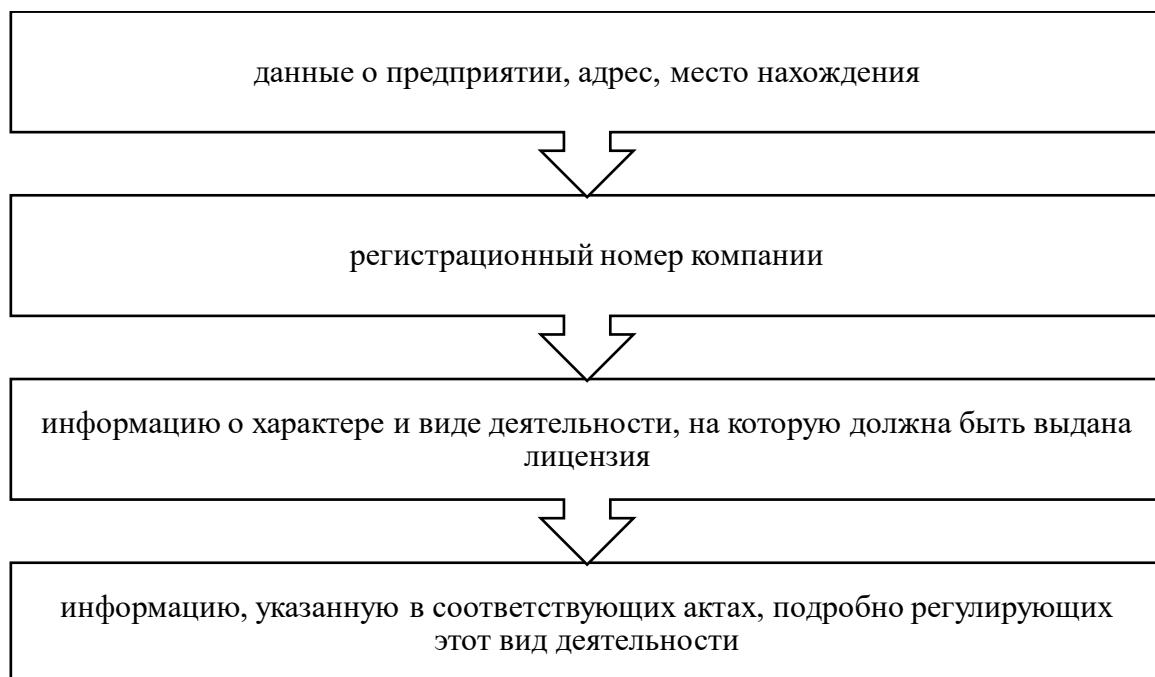 данные о предприятии, адрес, место нахождения
регистрационный номер компании
информацию о характере и виде деятельности, на которую должна быть выдана
лицензия
информацию, указанную в соответствующих актах, подробно регулирующих
этот вид деятельности